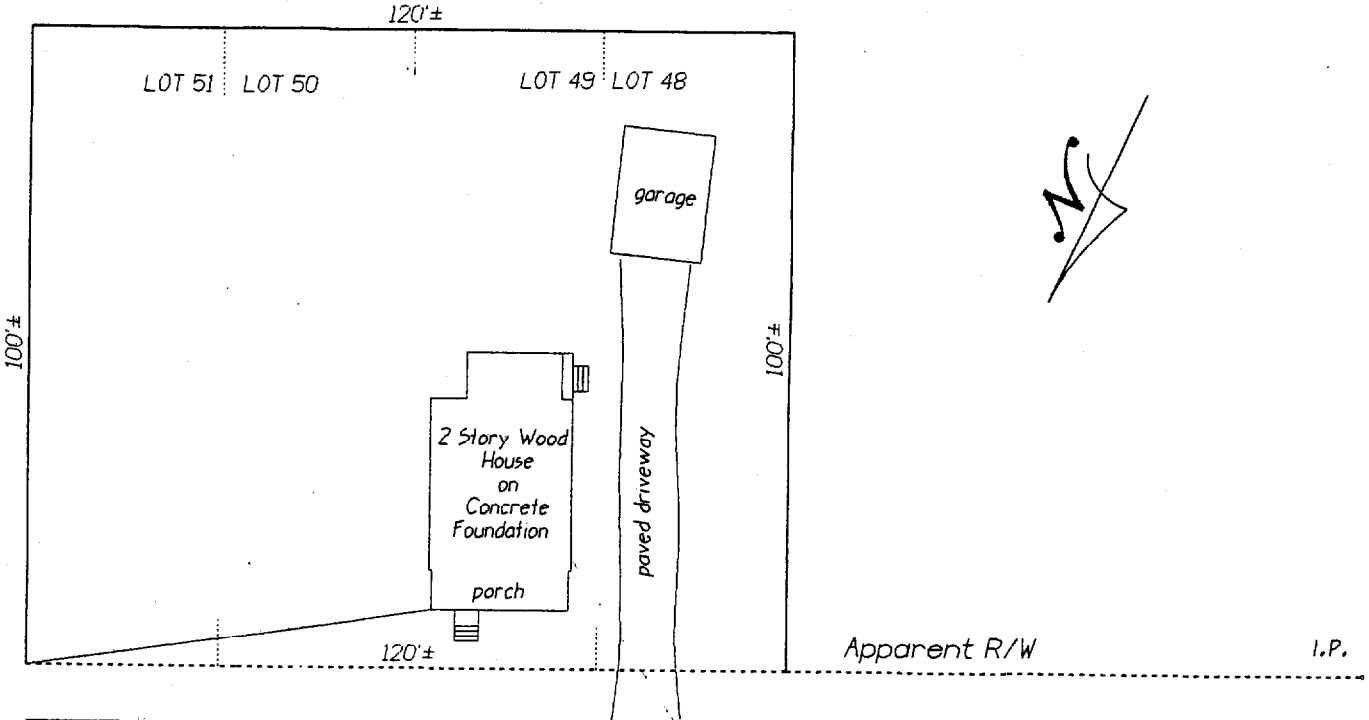 120'±
LOT 51 LOT 50 LOT 49 LOT 48
garage
N
100'±
100'±
2 Story Wood
House
on
Concrete
Foundation
porch
paved driveway
120'±
Apparent R/W I.P.